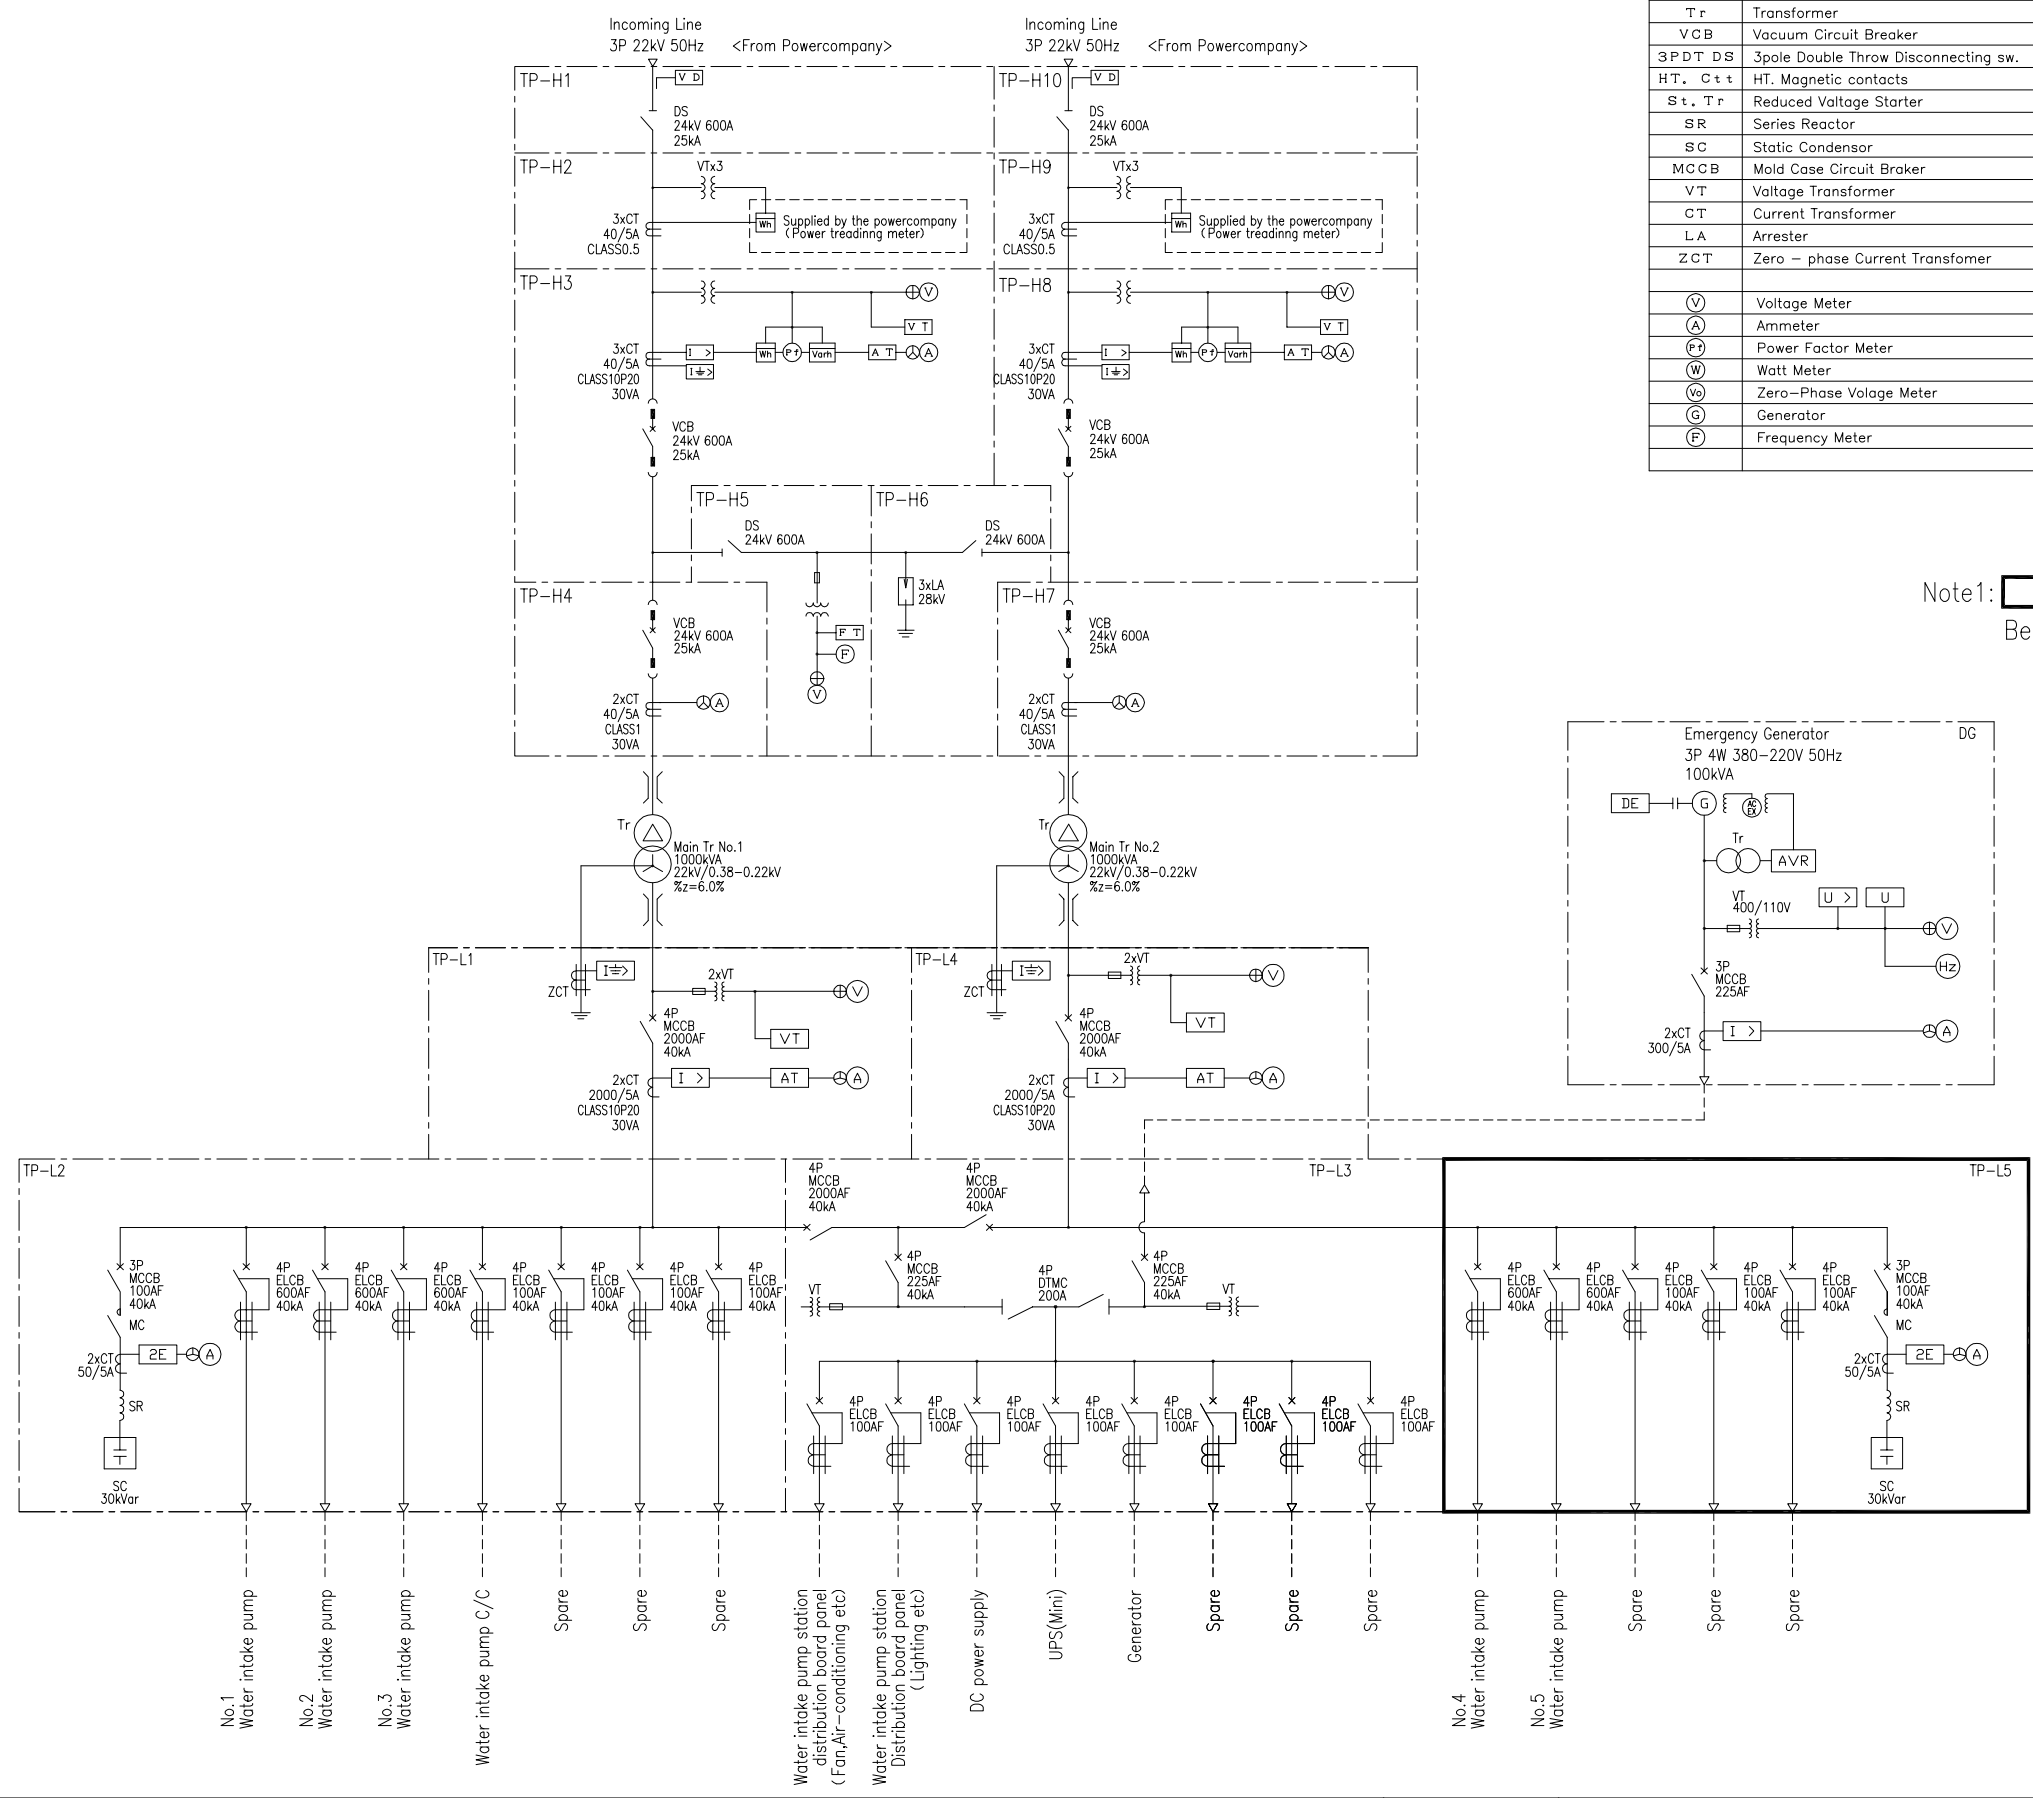 Incoming Line
3P 22kV 50Hz <From Powercompany>
Incoming Line
3P 22kV 50Hz <From Powercompany>
TP-H1
V D
DS
24kV 600A
25kA
TP-H10
V D
DS
24kV 600A
25kA
TP-H2
VTx3
3xCT
40/5A
CLASS0.5
Wh
Supplied by the powercompany
(Power treadinng meter)
TP-H9
VTx3
3xCT
40/5A
CLASS0.5
Wh
Supplied by the powercompany
(Power treadinng meter)
TP-H3
V
V T
3xCT
40/5A
CLASS10P20
30VA
I >
I >
Wh
Pf
Varh
A T
A
VCB
24kV 600A
25kA
TP-H8
V
V T
3xCT
40/5A
CLASS10P20
30VA
I >
I >
Wh
Pf
Varh
A T
A
VCB
24kV 600A
25kA
TP-H5
DS
24kV 600A
F T
F
V
TP-H6
DS
24kV 600A
3xLA
28kV
TP-H4
VCB
24kV 600A
25kA
2xCT
40/5A
CLASS1
30VA
A
TP-H7
VCB
24kV 600A
25kA
2xCT
40/5A
CLASS1
30VA
A
Tr
Main Tr No.1
1000kVA
22kV/0.38-0.22kV
%z=6.0%
Tr
Main Tr No.2
1000kVA
22kV/0.38-0.22kV
%z=6.0%
Tr Transformer
VCB Vacuum Circuit Breaker
3PDT DS 3pole Double Throw Disconnecting sw.
HT. Ctt HT. Magnetic contacts
St. Tr Reduced Valtage Starter
SR Series Reactor
SC Static Condensor
MCCB Mold Case Circuit Braker
VT Valtage Transformer
CT Current Transformer
LA Arrester
ZCT Zero - phase Current Transfomer
V Voltage Meter
A Ammeter
Pf Power Factor Meter
W Watt Meter
Vo Zero-Phase Volage Meter
G Generator
F Frequency Meter
Note1:
Be
Emergency Generator DG
3P 4W 380-220V 50Hz
100kVA
DE
G
AC
EX
Tr
AVR
VT
400/110V
U >
U
V
Hz
3P
MCCB
225AF
2xCT
300/5A
I >
A
TP-L1
ZCT
I >
2xVT
V
VT
4P
MCCB
2000AF
40kA
2xCT
2000/5A
CLASS10P20
30VA
I >
AT
A
TP-L4
ZCT
I >
2xVT
V
VT
4P
MCCB
2000AF
40kA
2xCT
2000/5A
CLASS10P20
30VA
I >
AT
A
TP-L2
3P
MCCB
100AF
40kA
MC
2xCT
50/5A
2E
A
SR
SC
30kVar
4P
ELCB
600AF
40kA
4P
ELCB
600AF
40kA
4P
ELCB
600AF
40kA
4P
ELCB
100AF
40kA
4P
ELCB
100AF
40kA
4P
ELCB
100AF
40kA
4P
ELCB
100AF
40kA
TP-L3
4P
MCCB
2000AF
40kA
4P
MCCB
2000AF
40kA
VT
4P
MCCB
225AF
40kA
4P
DTMC
200A
4P
MCCB
225AF
40kA
VT
4P
ELCB
100AF
4P
ELCB
100AF
4P
ELCB
100AF
4P
ELCB
100AF
4P
ELCB
100AF
4P
ELCB
100AF
4P
ELCB
100AF
4P
ELCB
100AF
TP-L5
4P
ELCB
600AF
40kA
4P
ELCB
600AF
40kA
4P
ELCB
100AF
40kA
4P
ELCB
100AF
40kA
4P
ELCB
100AF
40kA
3P
MCCB
100AF
40kA
MC
2xCT
50/5A
2E
A
SR
SC
30kVar
No.1
Water intake pump
No.2
Water intake pump
No.3
Water intake pump
Water intake pump C/C
Spare
Spare
Spare
Water intake pump station
distribution board panel
(Fan,Air-conditioning etc)
Water intake pump station
Distribution board panel
(Lighting etc)
DC power supply
UPS(Mini)
Generator
Spare
Spare
Spare
No.4
Water intake pump
No.5
Water intake pump
Spare
Spare
Spare